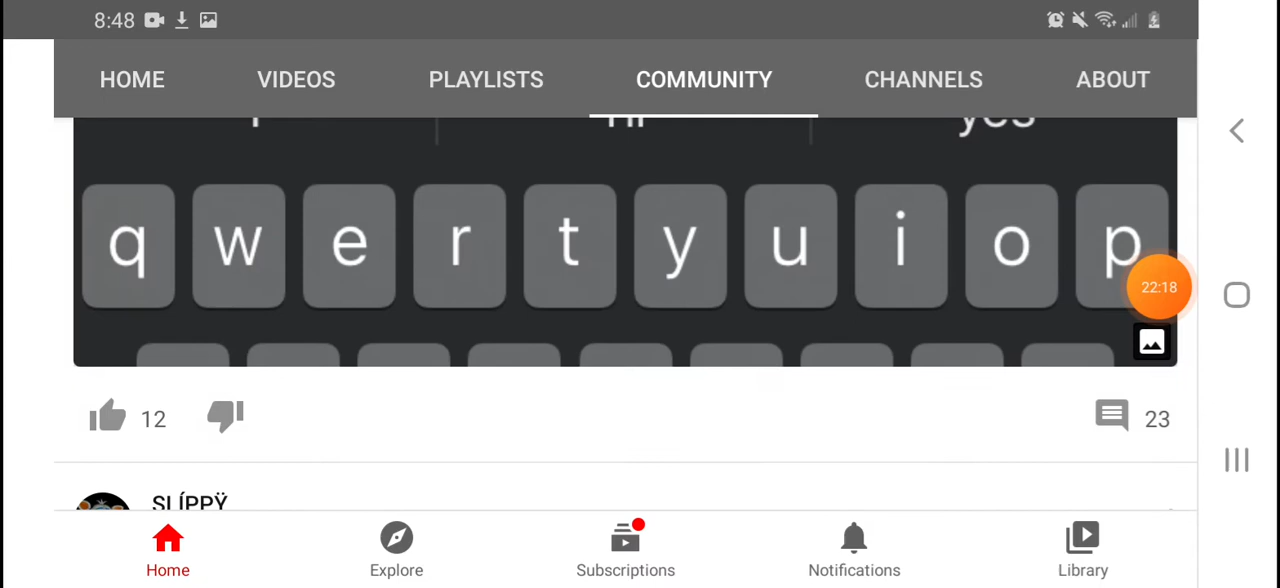 8:48
HOME VIDEOS PLAYLISTS COMMUNITY CHANNELS ABOUT
yes
q w e r t y u i o p
22:18
12 23
SLÍPPŸ
Home Explore Subscriptions Notifications Library